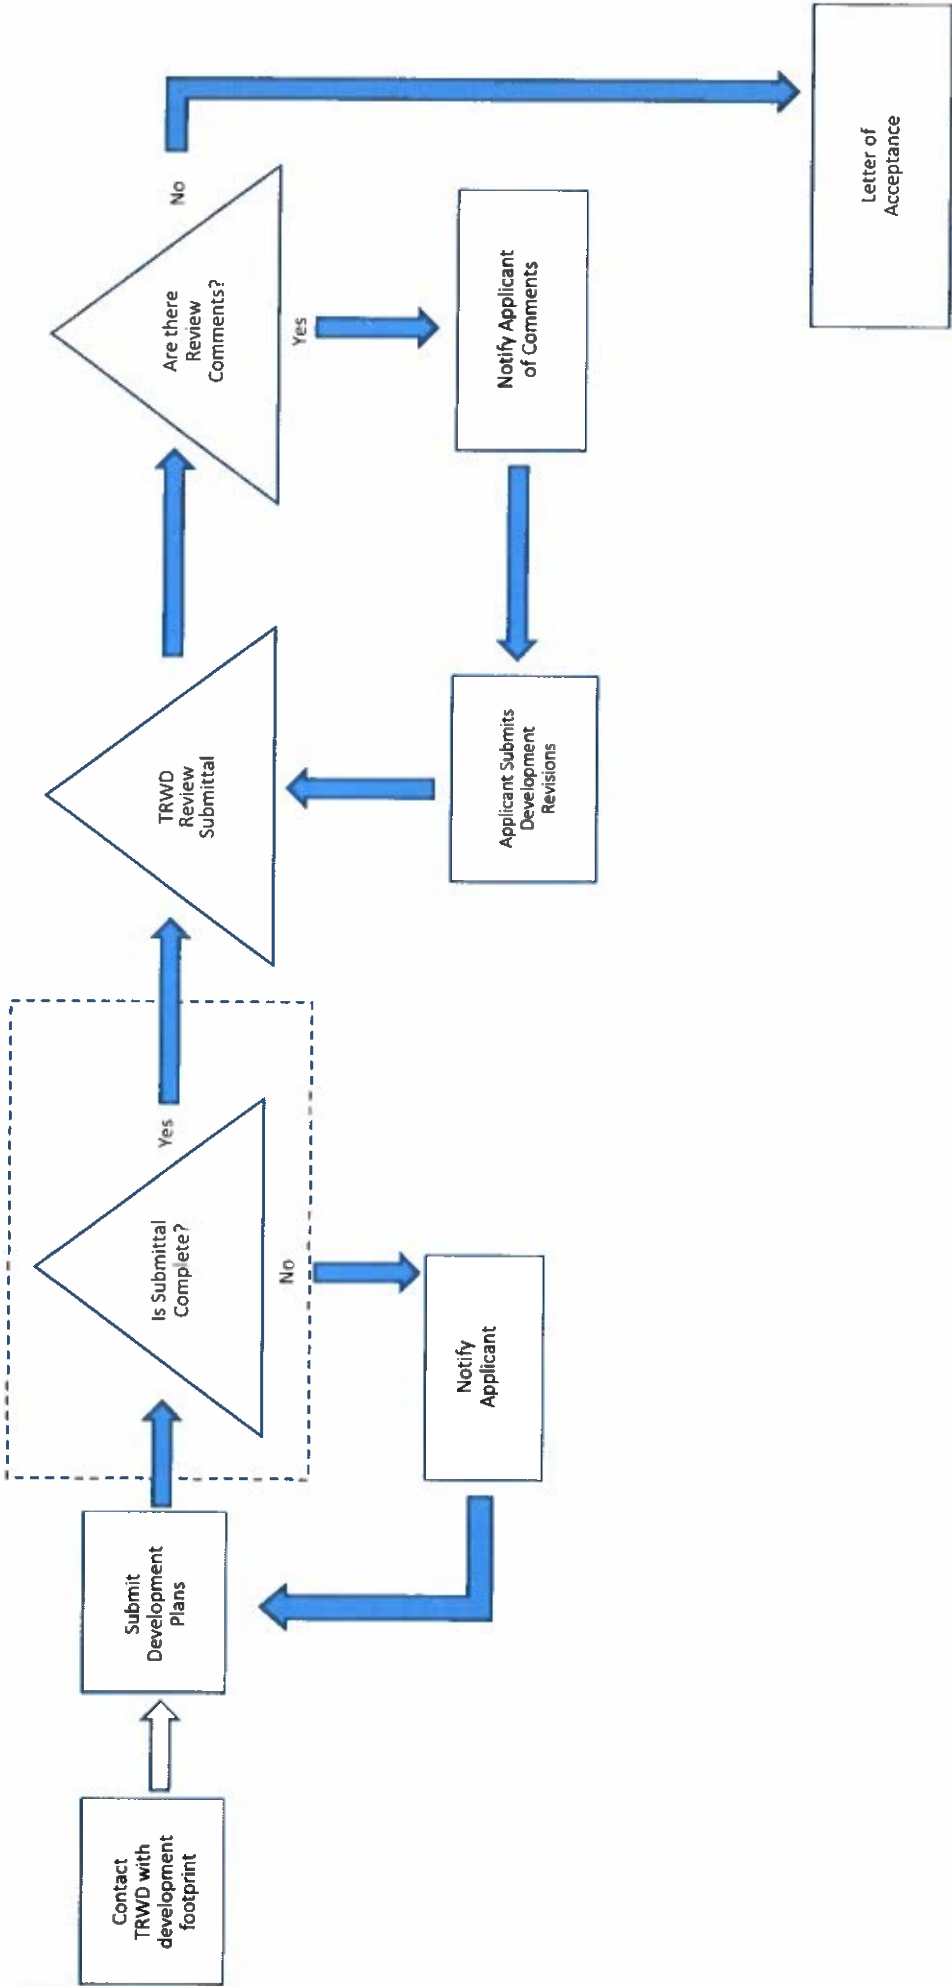 Contact
TRWD with
development
footprint
Submit
Development
Plans
Is Submittal
Complete?
Yes
No
Notify
Applicant
TRWD
Review
Submittal
Are there
Review
Comments?
No
Yes
Notify Applicant
of Comments
Applicant Submits
Development
Revisions
Letter of
Acceptance